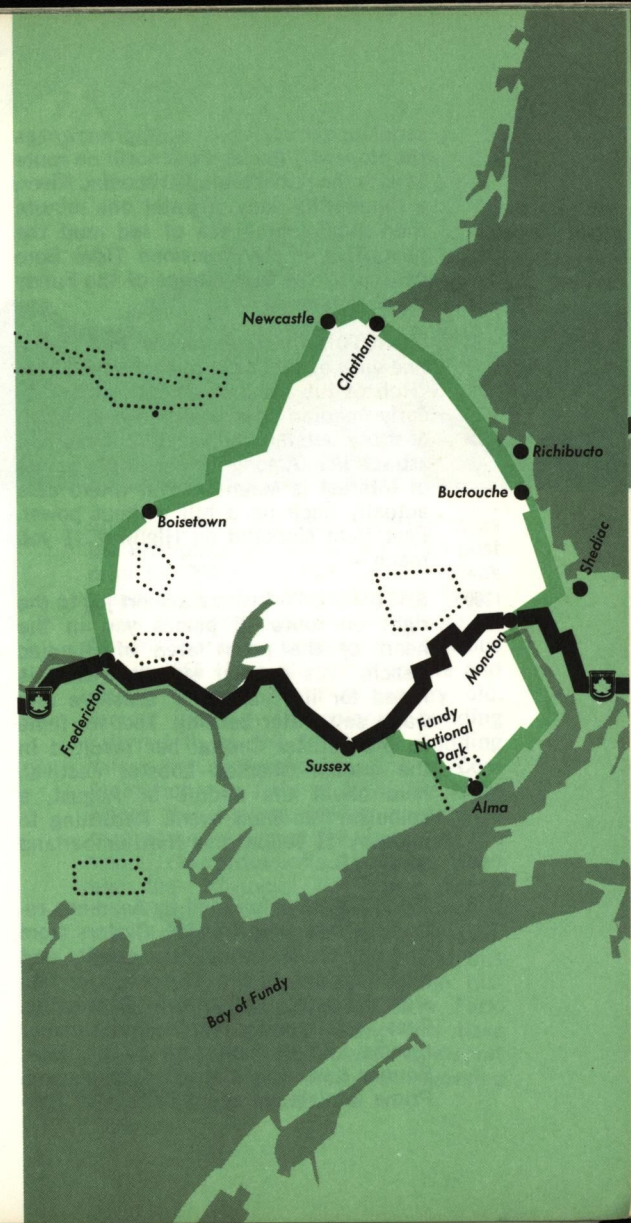 Newcastle
Chatham
Richibucto
Buctouche
Boisetown
Shediac
Moncton
Fredericton
Fundy
National
Park
Sussex
Alma
Bay of Fundy